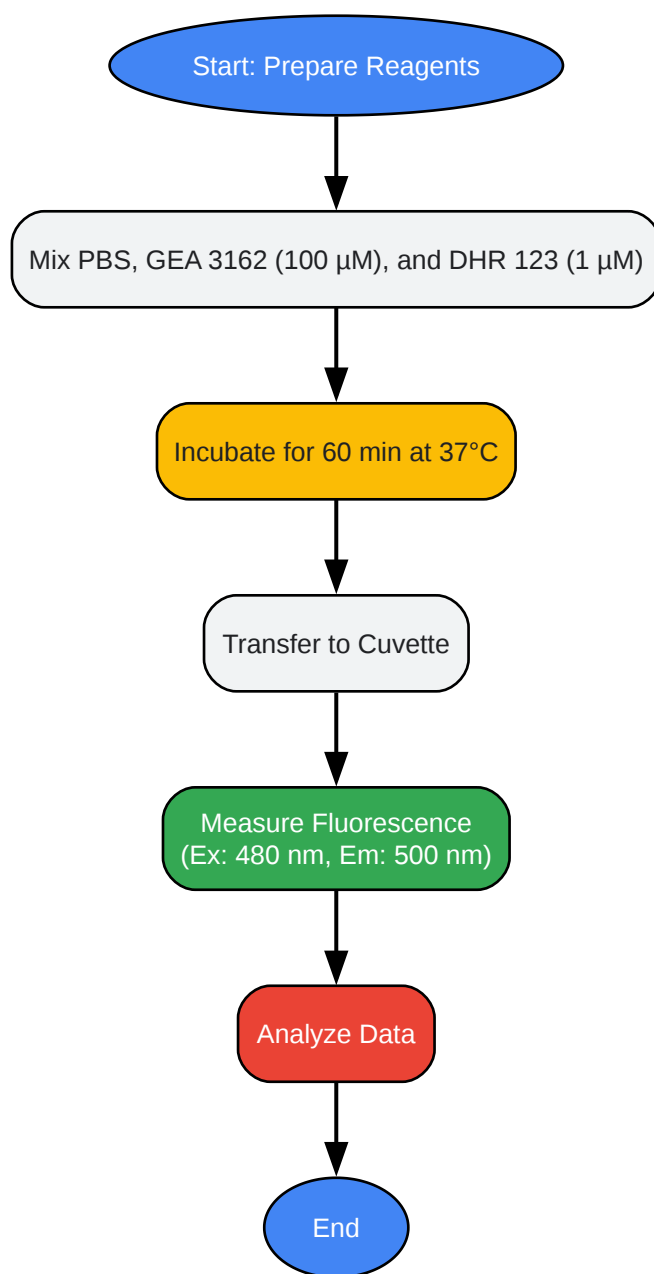 Start: Prepare Reagents
Mix PBS, GEA 3162 (100 µM), and DHR 123 (1 µM)
Incubate for 60 min at 37°C
Transfer to Cuvette
Measure Fluorescence
(Ex: 480 nm, Em: 500 nm)
Analyze Data
End